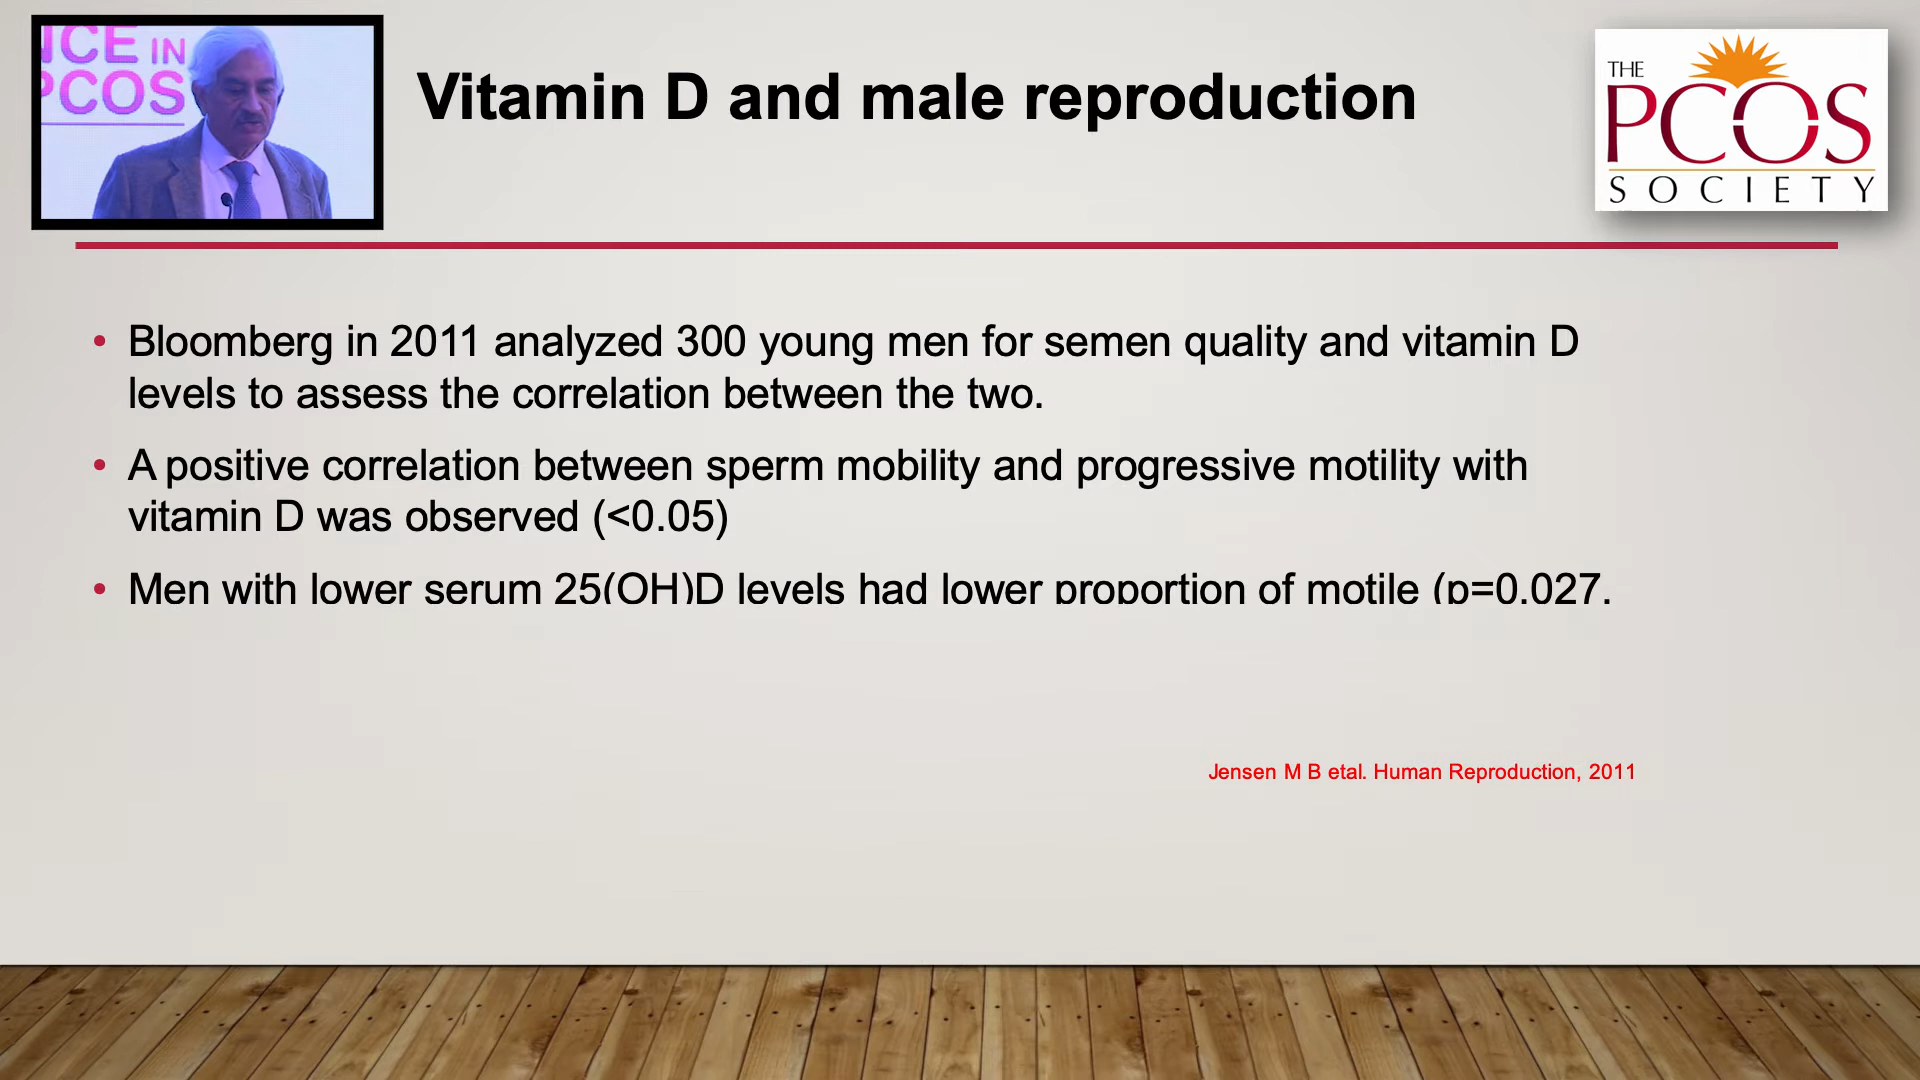 NCE IN
PCOS
Vitamin D and male reproduction
THE
PCOS
SOCIETY
• Bloomberg in 2011 analyzed 300 young men for semen quality and vitamin D
levels to assess the correlation between the two.
• A positive correlation between sperm mobility and progressive motility with
vitamin D was observed (<0.05)
• Men with lower serum 25(OH)D levels had lower proportion of motile (p=0.027,
Jensen M B etal. Human Reproduction, 2011